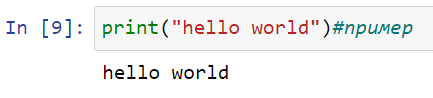 In [9]: print("hello world")#пример
hello world